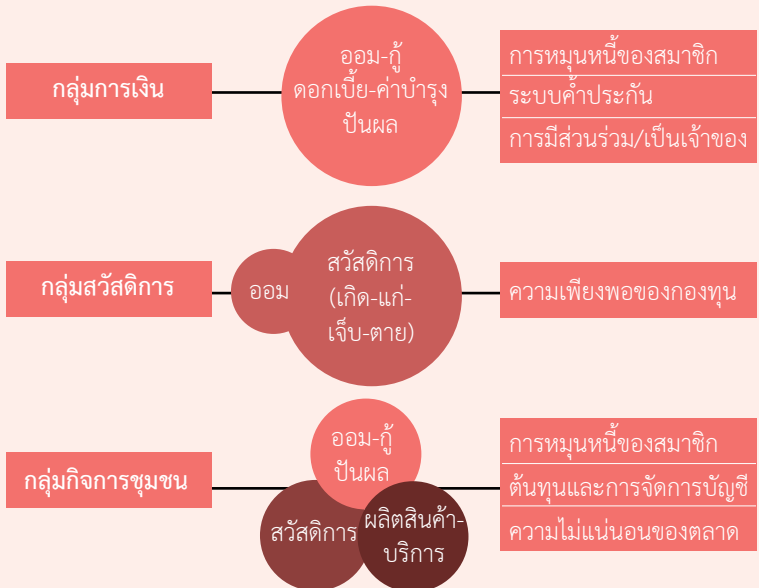 กลุ่มการเงิน
ออม-กู้
ดอกเบี้ย-ค่าบำรุง
ปันผล
การหมุนหนี้ของสมาชิก
ระบบค้ำประกัน
การมีส่วนร่วม/เป็นเจ้าของ
กลุ่มสวัสดิการ
ออม
สวัสดิการ
(เกิด-แก่-
เจ็บ-ตาย)
ความเพียงพอของกองทุน
กลุ่มกิจการชุมชน
ออม-กู้
ปันผล
สวัสดิการ
ผลิตสินค้า-
บริการ
การหมุนหนี้ของสมาชิก
ต้นทุนและการจัดการบัญชี
ความไม่แน่นอนของตลาด